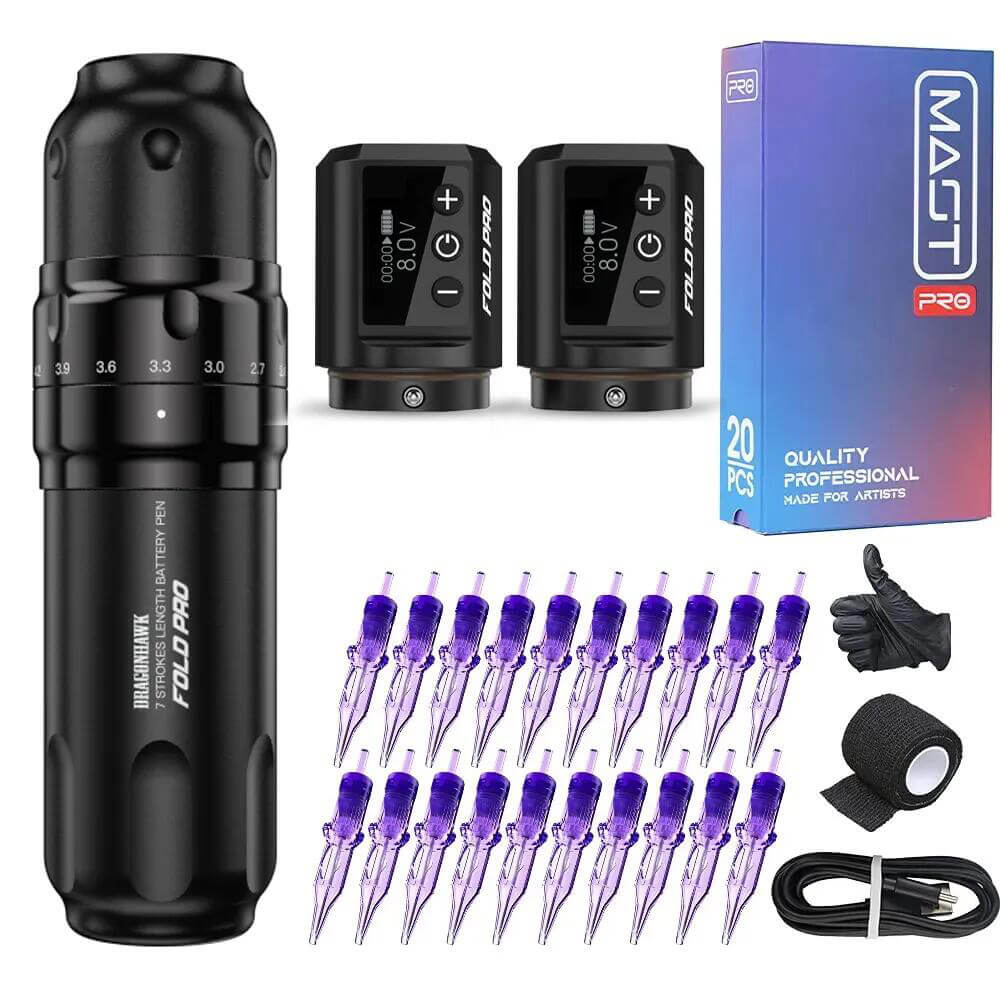 3.9 3.6 3.3 3.0 2.7
DRAGONHAWK
7 STROKES LENGTH BATTERY PEN
FOLD PRO
00:00
8.0V
FOLD PRO
00:00
8.0V
FOLD PRO
PRO
MAST
PRO
20
PCS
QUALITY
PROFESSIONAL
MADE FOR ARTISTS